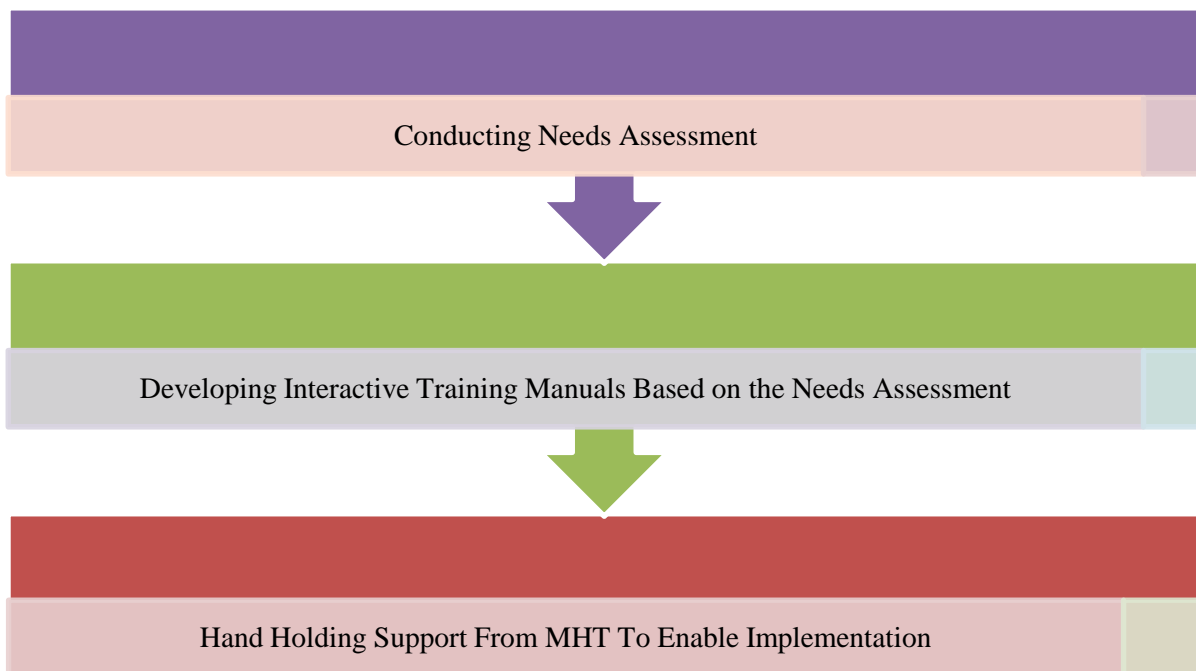 Conducting Needs Assessment
Developing Interactive Training Manuals Based on the Needs Assessment
Hand Holding Support From MHT To Enable Implementation